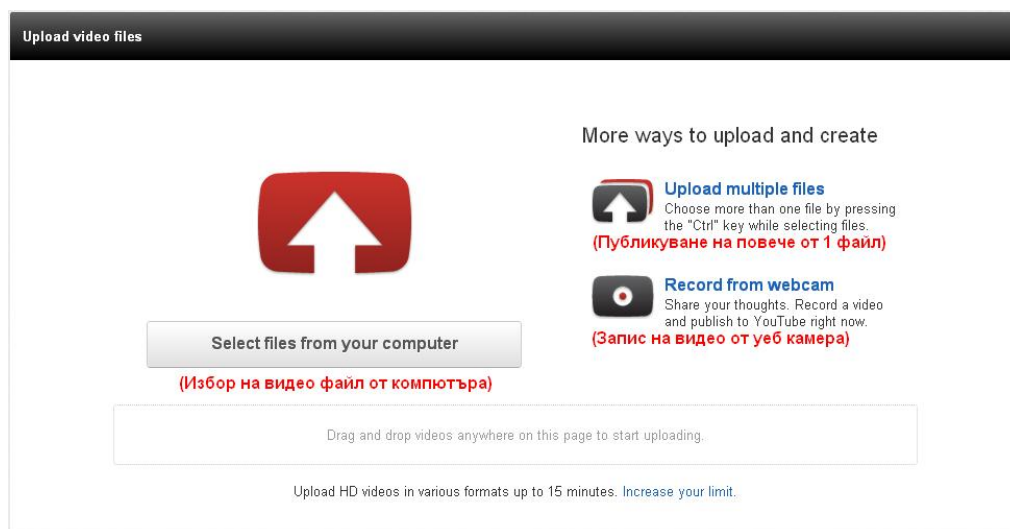 Upload video files
More ways to upload and create
Upload multiple files
Choose more than one file by pressing
the "Ctrl" key while selecting files.
(Публикуване на повече от 1 файл)
Record from webcam
Share your thoughts. Record a video
and publish to YouTube right now.
(Запис на видео от уеб камера)
Select files from your computer
(Избор на видео файл от компютъра)
Drag and drop videos anywhere on this page to start uploading.
Upload HD videos in various formats up to 15 minutes. Increase your limit.